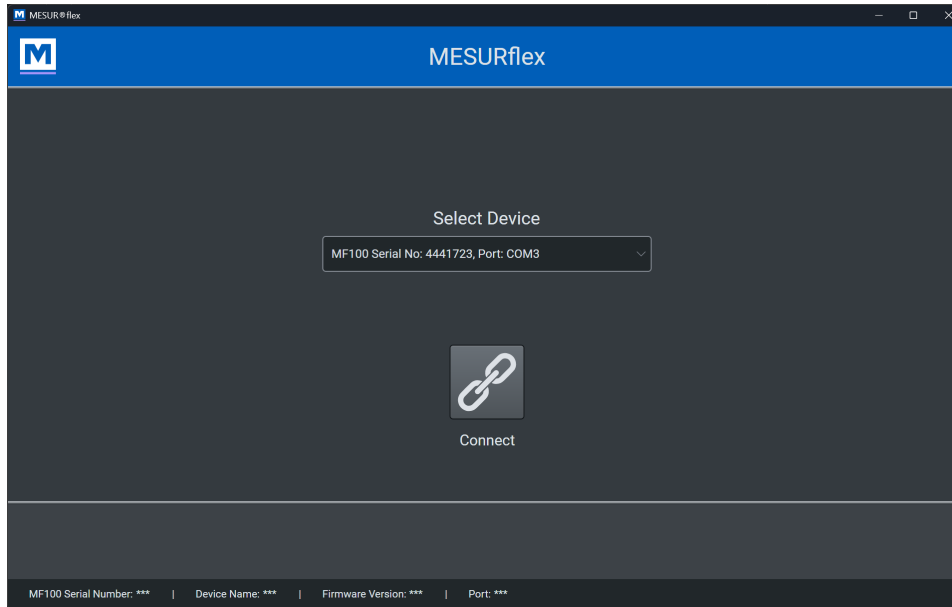 M MESUR®flex
M MESURflex
Select Device
MF100 Serial No: 4441723, Port: COM3
Connect
MF100 Serial Number: *** | Device Name: *** | Firmware Version: *** | Port: ***